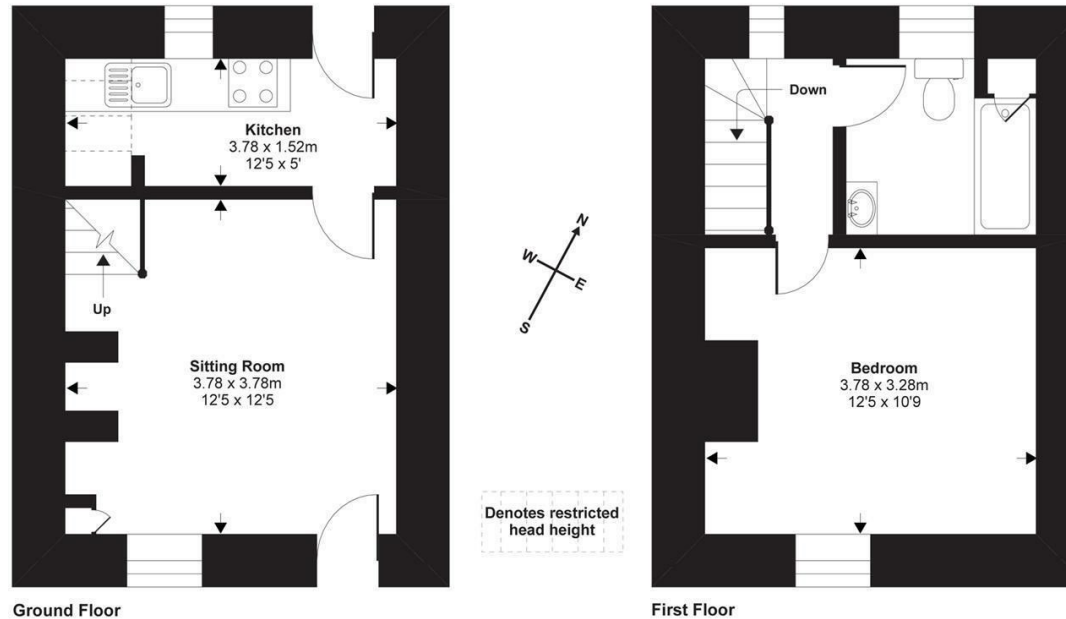 Kitchen
3.78 x 1.52m
12'5 x 5'
Up
Sitting Room
3.78 x 3.78m
12'5 x 12'5
Ground Floor
N
W
E
S
Denotes restricted
head height
Down
Bedroom
3.78 x 3.28m
12'5 x 10'9
First Floor